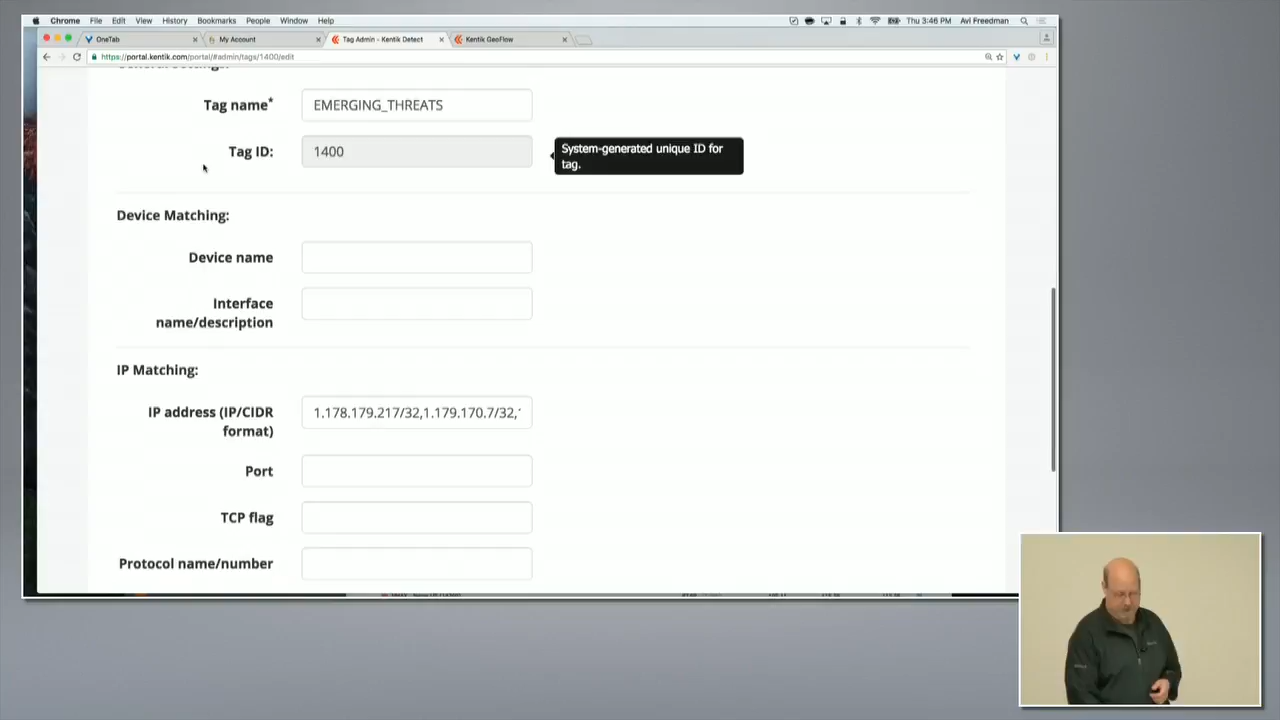 Chrome File Edit View History Bookmarks People Window Help Thu 3:46 PM Avi Freedman
OneTab My Account Tag Admin - Kentik Detect Kentik GeoFlow
https://portal.kentik.com/portal/#admin/tags/1400/edit
General Settings:
Tag name* EMERGING_THREATS
Tag ID: 1400 System-generated unique ID for
tag.
Device Matching:
Device name
Interface
name/description
IP Matching:
IP address (IP/CIDR 1.178.179.217/32,1.179.170.7/32,
format)
Port
TCP flag
Protocol name/number